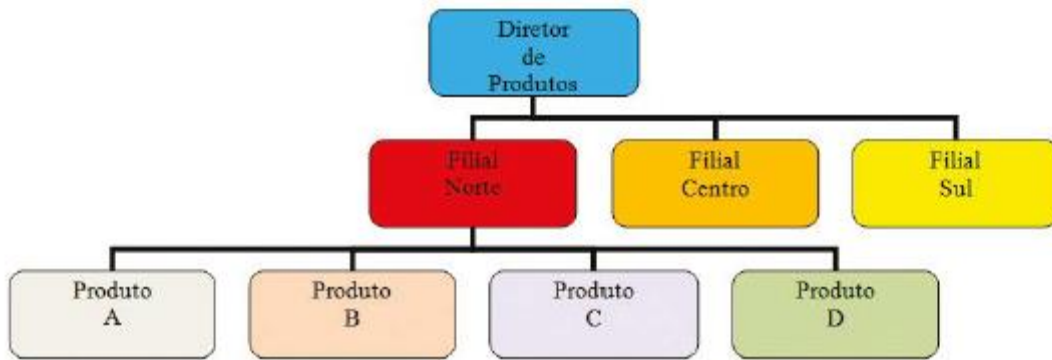 Diretor
de
Produtos
Filial
Norte
Filial
Centro
Filial
Sul
Produto
A
Produto
B
Produto
C
Produto
D